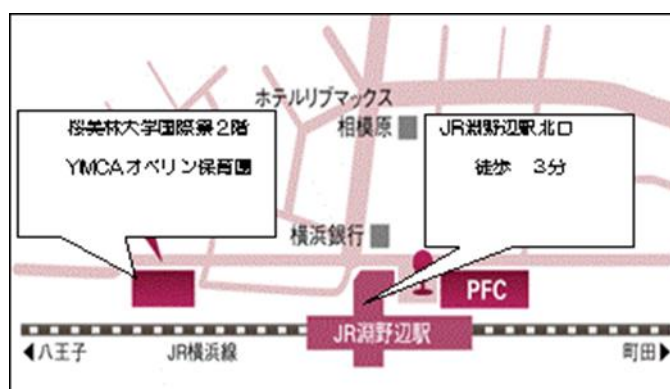 ホテルリブマックス
相模原
桜美林大学国際寮2階
YMCAオベリン保育園
JR淵野辺駅北口
徒歩 3分
横浜銀行
PFC
JR淵野辺駅
◀八王子
JR横浜線
町田▶